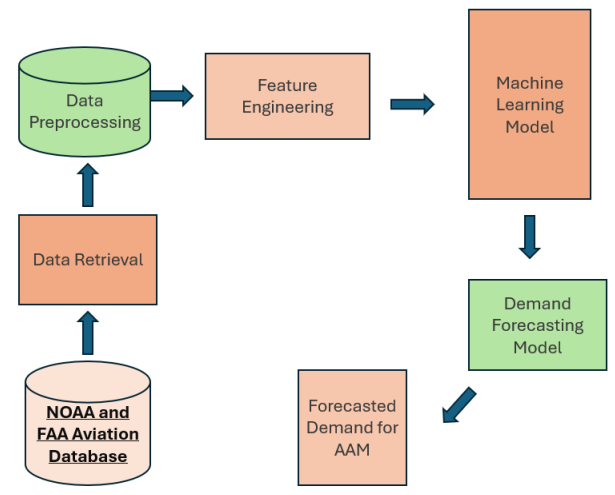 Data
Preprocessing
Feature
Engineering
Machine
Learning
Model
Data Retrieval
Demand
Forecasting
Model
NOAA and
FAA Aviation
Database
Forecasted
Demand for
AAM